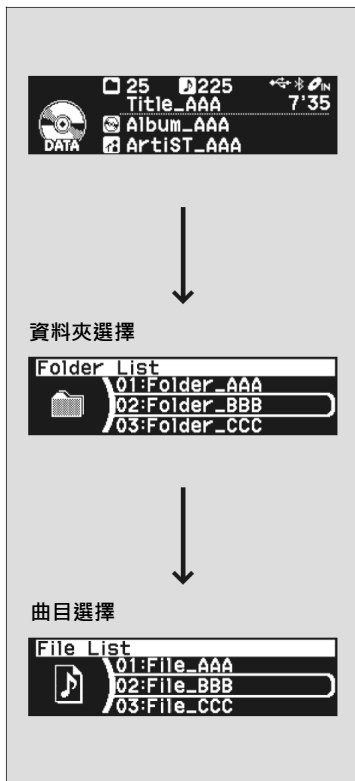 25 225 IN
Title_AAA 7'35
Album_AAA
DATA ArtiST_AAA
資料夾選擇
Folder List
01:Folder_AAA
02:Folder_BBB
03:Folder_CCC
曲目選擇
File List
01:File_AAA
02:File_BBB
03:File_CCC